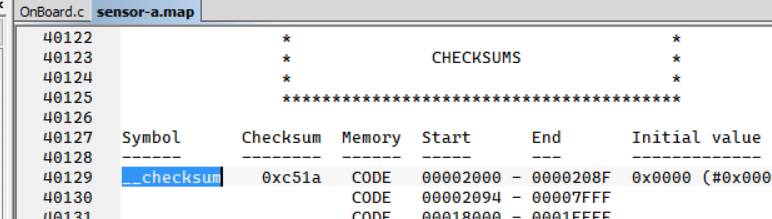 OnBoard.c sensor-a.map
40122 * *
40123 * CHECKSUMS *
40124 * *
40125 ****************************************
40126
40127 Symbol Checksum Memory Start End Initial value
40128 ------ -------- ------ ----- --- -------------
40129 __checksum 0xc51a CODE 00002000 - 0000208F 0x0000 (#0x000
40130 CODE 00002094 - 00007FFF
40131 CODE 00018000 - 0001FFFF